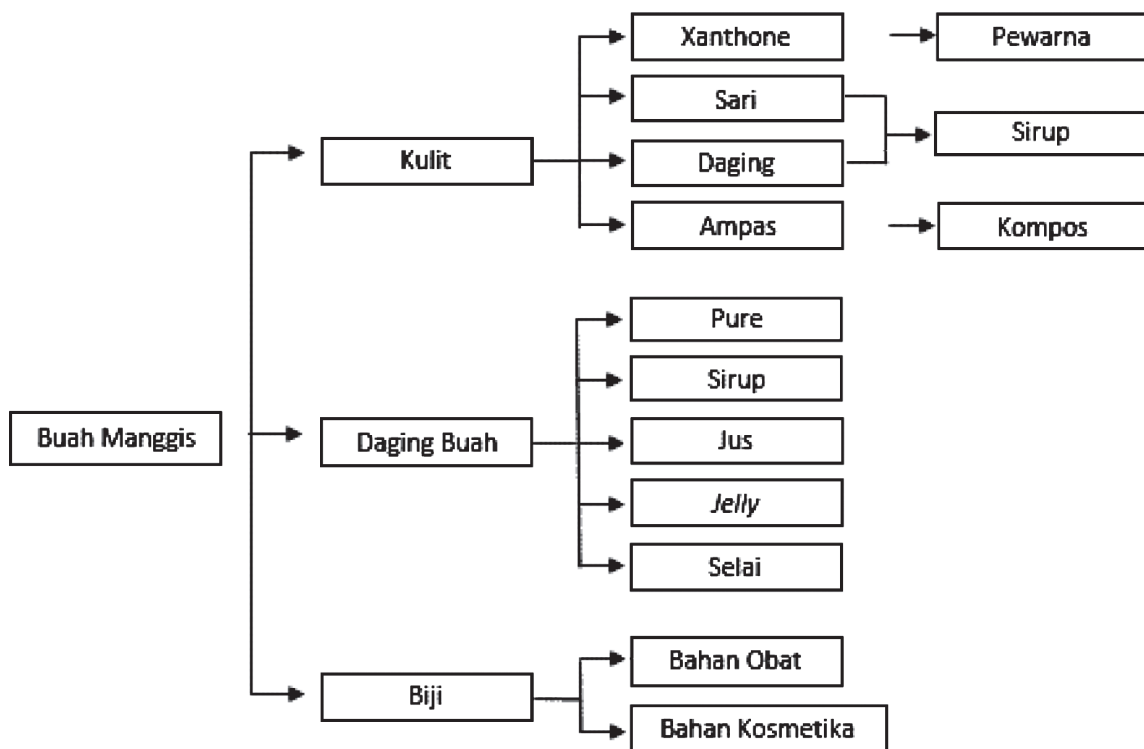 Buah Manggis
Kulit
Xanthone
Pewarna
Sari
Daging
Sirup
Ampas
Kompos
Daging Buah
Pure
Sirup
Jus
Jelly
Selai
Biji
Bahan Obat
Bahan Kosmetika